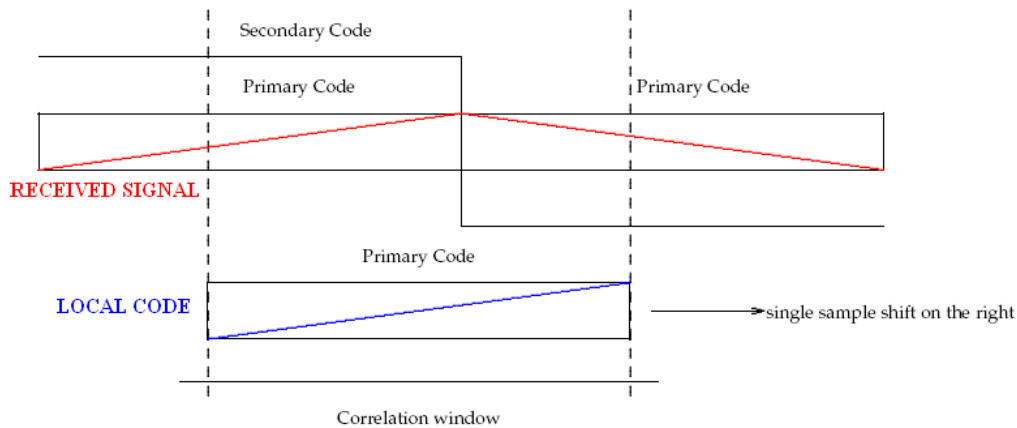 Secondary Code
Primary Code
Primary Code
RECEIVED SIGNAL
Primary Code
LOCAL CODE
single sample shift on the right
Correlation window